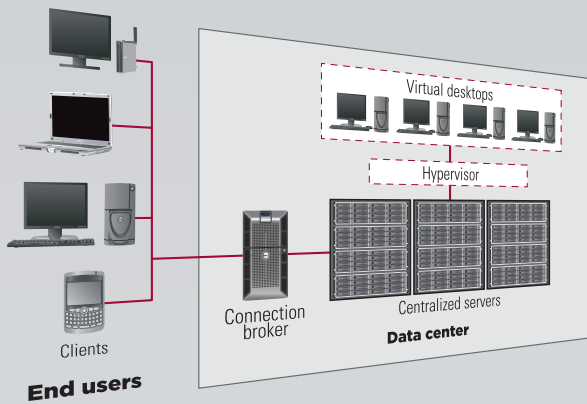 Virtual desktops
Hypervisor
Connection
broker
Centralized servers
Data center
Clients
End users